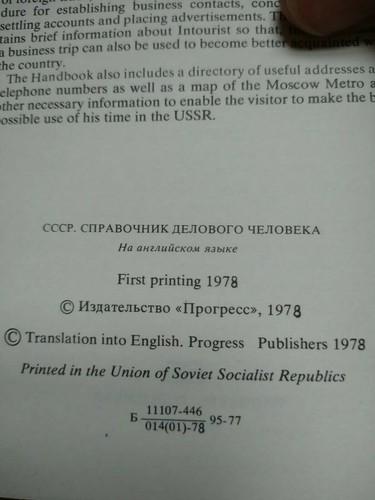 dure for establishing business contacts, conc
settling accounts and placing advertisements. Th
tains brief information about Intourist so that,
a business trip can also be used to become better acquainted w
the country.
The Handbook also includes a directory of useful addresses a
elephone numbers as well as a map of the Moscow Metro a
other necessary information to enable the visitor to make the b
possible use of his time in the USSR.
СССР. СПРАВОЧНИК ДЕЛОВОГО ЧЕЛОВЕКА
На английском языке
First printing 1978
© Издательство «Прогресс», 1978
© Translation into English. Progress Publishers 1978
Printed in the Union of Soviet Socialist Republics
Б 11107-446
014(01)-78 95-77